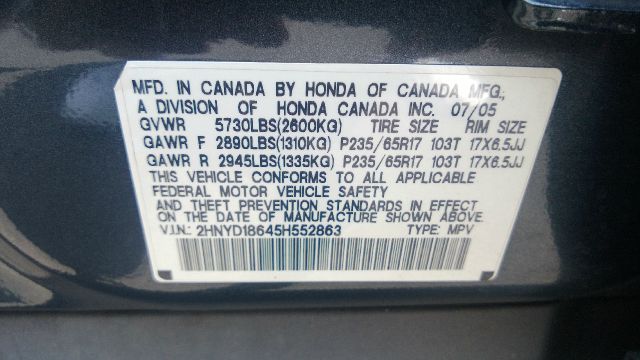 MFD. IN CANADA BY HONDA OF CANADA MFG.,
A DIVISION OF HONDA CANADA INC. 07/05
GVWR 5730LBS(2600KG) TIRE SIZE RIM SIZE
GAWR F 2890LBS(1310KG) P235/65R17 103T 17X6.5JJ
GAWR R 2945LBS(1335KG) P235/65R17 103T 17X6.5JJ
THIS VEHICLE CONFORMS TO ALL APPLICABLE
FEDERAL MOTOR VEHICLE SAFETY
AND THEFT PREVENTION STANDARDS IN EFFECT
ON THE DATE OF MANUFACTURE SHOWN ABOVE.
V.I.N.: 2HNYD18645H552863 TYPE: MPV